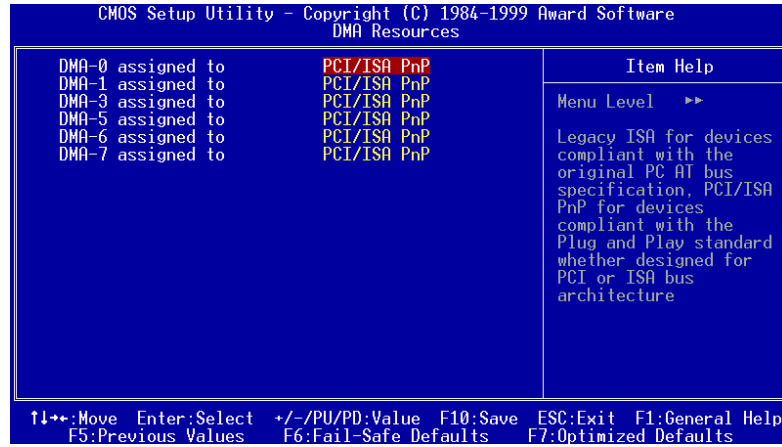 CMOS Setup Utility - Copyright (C) 1984-1999 Award Software
DMA Resources
DMA-0 assigned to PCI/ISA PnP
DMA-1 assigned to PCI/ISA PnP
DMA-3 assigned to PCI/ISA PnP
DMA-5 assigned to PCI/ISA PnP
DMA-6 assigned to PCI/ISA PnP
DMA-7 assigned to PCI/ISA PnP
Item Help
Menu Level ►►
Legacy ISA for devices
compliant with the
original PC AT bus
specification, PCI/ISA
PnP for devices
compliant with the
Plug and Play standard
whether designed for
PCI or ISA bus
architecture
↑↓→←:Move Enter:Select +/-/PU/PD:Value F10:Save ESC:Exit F1:General Help
F5:Previous Values F6:Fail-Safe Defaults F7:Optimized Defaults